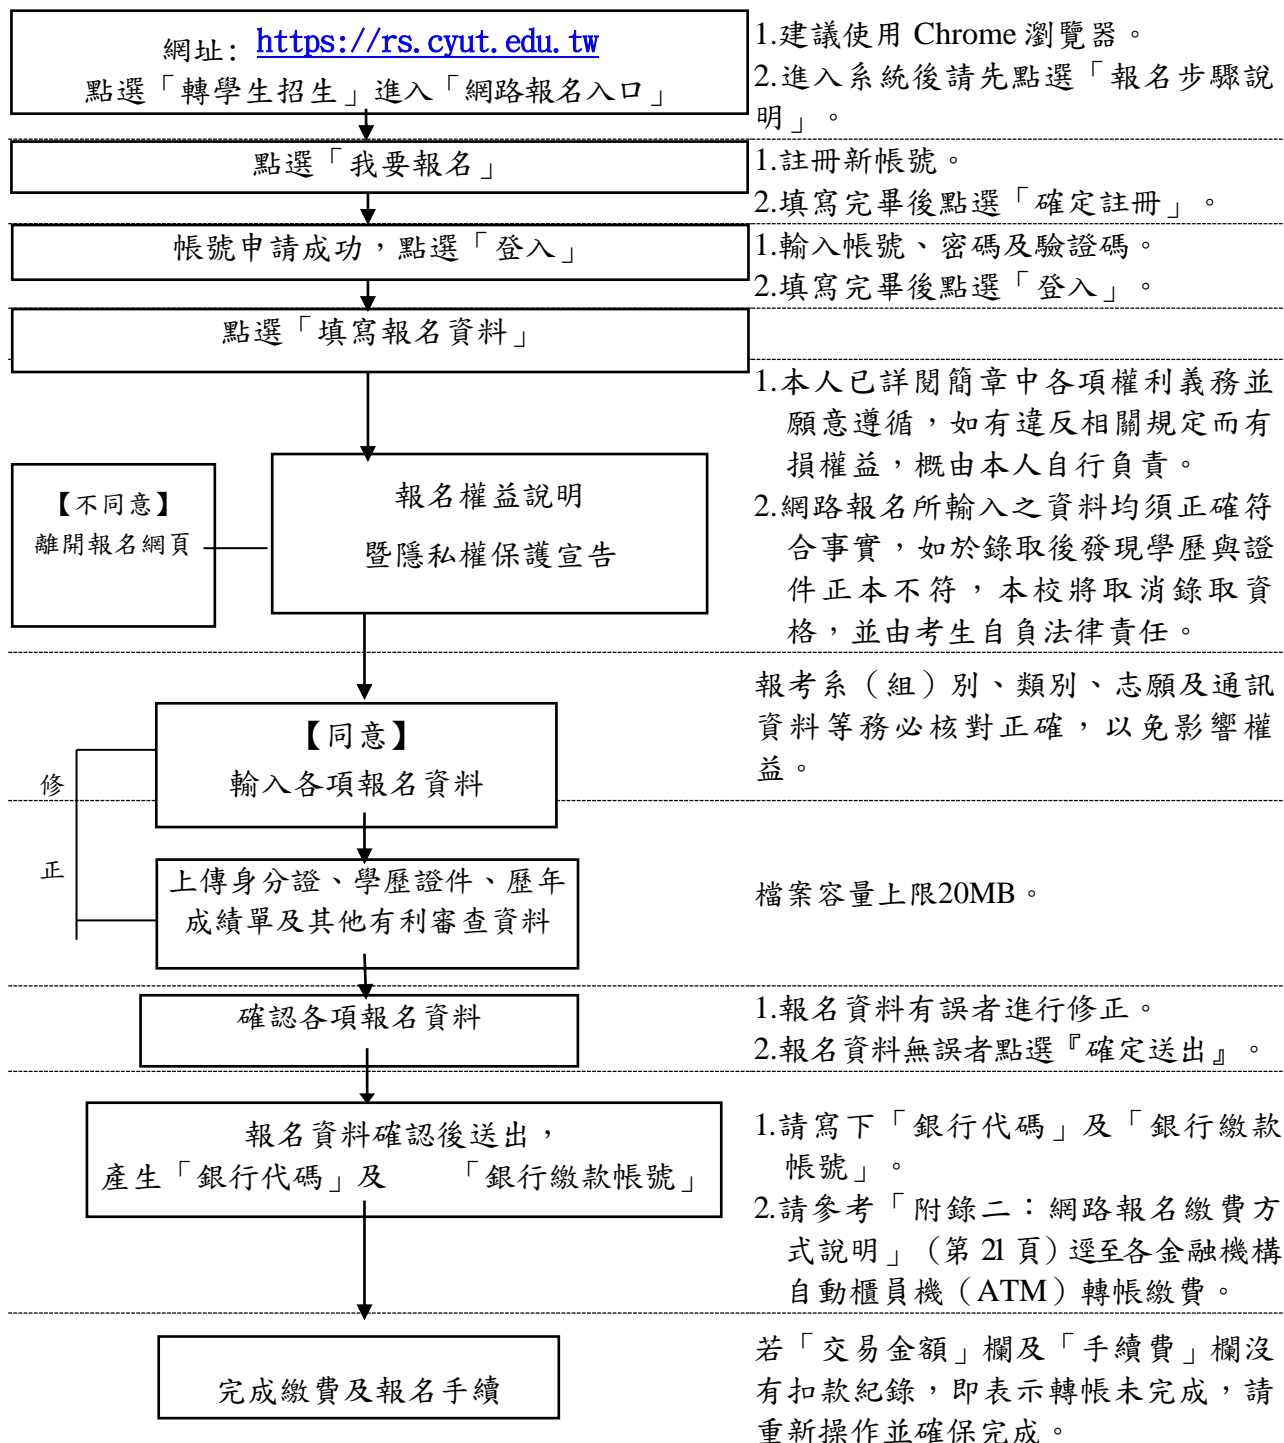 網址: https://rs.cyut.edu.tw
點選「轉學生招生」進入「網路報名入口」
1.建議使用 Chrome 瀏覽器。
2.進入系統後請先點選「報名步驟說
明」。
點選「我要報名」
1.註冊新帳號。
2.填寫完畢後點選「確定註冊」。
帳號申請成功，點選「登入」
1.輸入帳號、密碼及驗證碼。
2.填寫完畢後點選「登入」。
點選「填寫報名資料」
【不同意】
離開報名網頁
報名權益說明
暨隱私權保護宣告
1.本人已詳閱簡章中各項權利義務並
願意遵循，如有違反相關規定而有
損權益，概由本人自行負責。
2.網路報名所輸入之資料均須正確符
合事實，如於錄取後發現學歷與證
件正本不符，本校將取消錄取資
格，並由考生自負法律責任。
【同意】
輸入各項報名資料
報考系（組）別、類別、志願及通訊
資料等務必核對正確，以免影響權
益。
修
正
上傳身分證、學歷證件、歷年
成績單及其他有利審查資料
檔案容量上限20MB。
確認各項報名資料
1.報名資料有誤者進行修正。
2.報名資料無誤者點選『確定送出』。
報名資料確認後送出，
產生「銀行代碼」及 「銀行繳款帳號」
1.請寫下「銀行代碼」及「銀行繳款
帳號」。
2.請參考「附錄二：網路報名繳費方
式說明」（第 21 頁）逕至各金融機構
自動櫃員機（ATM）轉帳繳費。
完成繳費及報名手續
若「交易金額」欄及「手續費」欄沒
有扣款紀錄，即表示轉帳未完成，請
重新操作並確保完成。